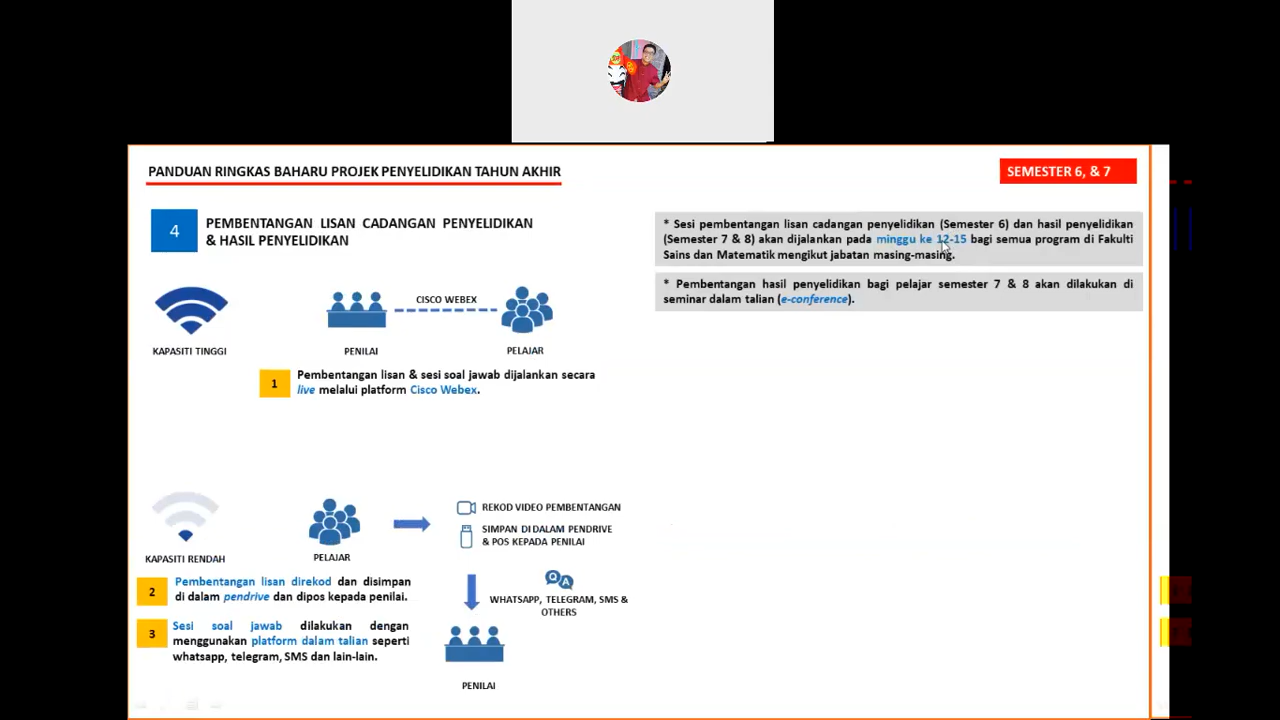 PANDUAN RINGKAS BAHARU PROJEK PENYELIDIKAN TAHUN AKHIR
SEMESTER 6, & 7
4
PEMBENTANGAN LISAN CADANGAN PENYELIDIKAN
& HASIL PENYELIDIKAN
* Sesi pembentangan lisan cadangan penyelidikan (Semester 6) dan hasil penyelidikan
(Semester 7 & 8) akan dijalankan pada minggu ke 12-15 bagi semua program di Fakulti
Sains dan Matematik mengikut jabatan masing-masing.
* Pembentangan hasil penyelidikan bagi pelajar semester 7 & 8 akan dilakukan di
seminar dalam talian (e-conference).
KAPASITI TINGGI
CISCO WEBEX
PENILAI
PELAJAR
1
Pembentangan lisan & sesi soal jawab dijalankan secara
live melalui platform Cisco Webex.
KAPASITI RENDAH
PELAJAR
REKOD VIDEO PEMBENTANGAN
SIMPAN DI DALAM PENDRIVE
& POS KEPADA PENILAI
2
Pembentangan lisan direkod dan disimpan
di dalam pendrive dan dipos kepada penilai.
3
Sesi soal jawab dilakukan dengan
menggunakan platform dalam talian seperti
whatsapp, telegram, SMS dan lain-lain.
Q A
WHATSAPP, TELEGRAM, SMS &
OTHERS
PENILAI